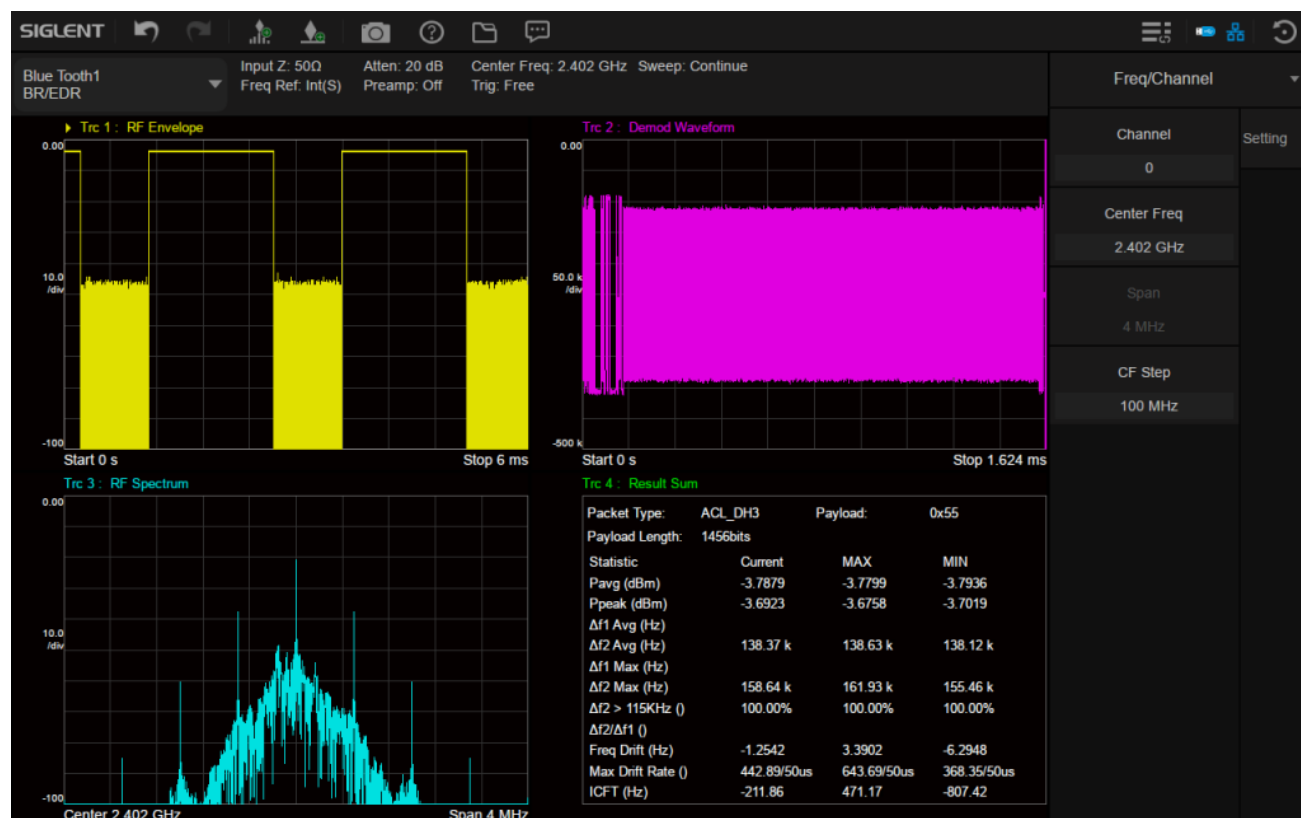 SIGLENT
Blue Tooth1
BR/EDR
Input Z: 50Ω Atten: 20 dB Center Freq: 2.402 GHz Sweep: Continue
Freq Ref: Int(S) Preamp: Off Trig: Free
Freq/Channel
Setting
Channel
0
Center Freq
2.402 GHz
Span
4 MHz
CF Step
100 MHz
Trc 1 : RF Envelope
0.00
10.0
/div
-100
Start 0 s Stop 6 ms
Trc 2 : Demod Waveform
0.00
50.0 k
/div
-500 k
Start 0 s Stop 1.624 ms
Trc 3 : RF Spectrum
0.00
10.0
/div
-100
Center 2.402 GHz Span 4 MHz
Trc 4 : Result Sum
Packet Type: ACL_DH3 Payload: 0x55
Payload Length: 1456bits
Statistic Current MAX MIN
Pavg (dBm) -3.7879 -3.7799 -3.7936
Ppeak (dBm) -3.6923 -3.6758 -3.7019
Δf1 Avg (Hz)
Δf2 Avg (Hz) 138.37 k 138.63 k 138.12 k
Δf1 Max (Hz)
Δf2 Max (Hz) 158.64 k 161.93 k 155.46 k
Δf2 > 115KHz () 100.00% 100.00% 100.00%
Δf2/Δf1 ()
Freq Drift (Hz) -1.2542 3.3902 -6.2948
Max Drift Rate () 442.89/50us 643.69/50us 368.35/50us
ICFT (Hz) -211.86 471.17 -807.42